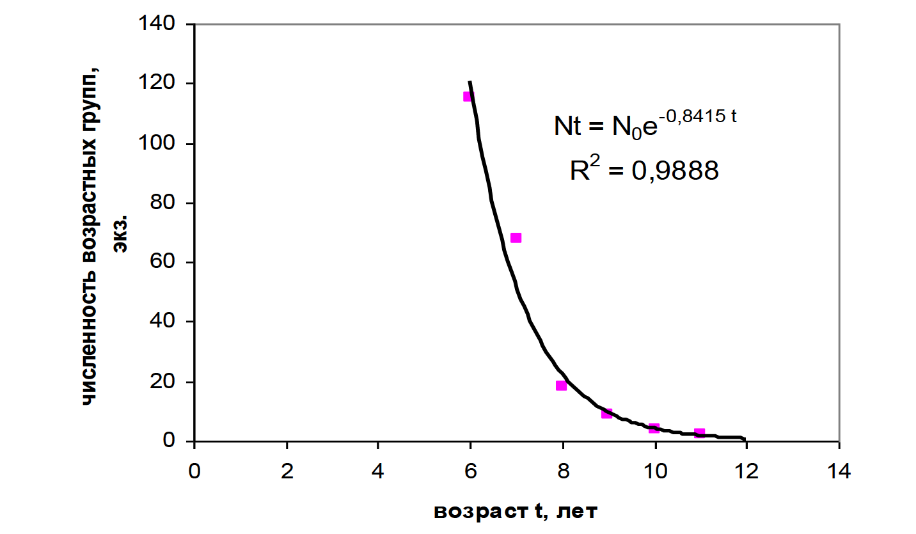 140
120
100
80
60
40
20
0
численность возрастных групп,
экз.
Nt = N₀e⁻⁰,⁸⁴¹⁵ ᵗ
R² = 0,9888
0 2 4 6 8 10 12 14
возраст t, лет